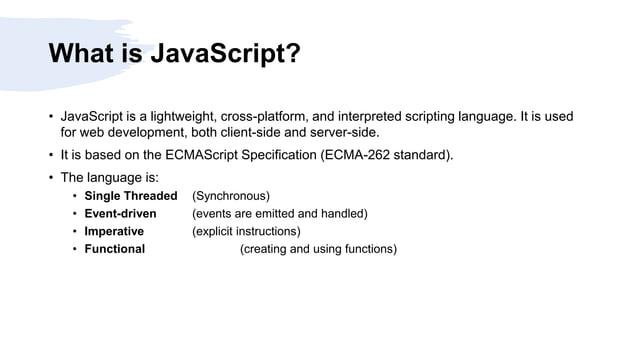 What is JavaScript?
• JavaScript is a lightweight, cross-platform, and interpreted scripting language. It is used
for web development, both client-side and server-side.
• It is based on the ECMAScript Specification (ECMA-262 standard).
• The language is:
• Single Threaded (Synchronous)
• Event-driven (events are emitted and handled)
• Imperative (explicit instructions)
• Functional (creating and using functions)